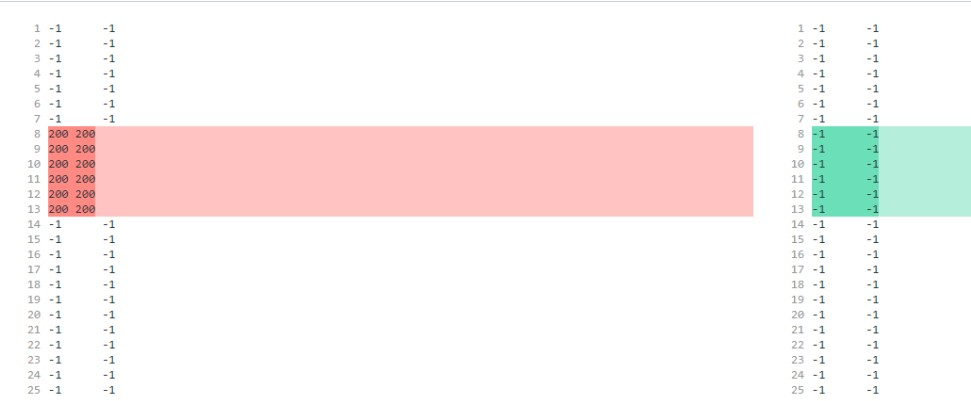 1 -1 -1 1 -1 -1
2 -1 -1 2 -1 -1
3 -1 -1 3 -1 -1
4 -1 -1 4 -1 -1
5 -1 -1 5 -1 -1
6 -1 -1 6 -1 -1
7 -1 -1 7 -1 -1
8 200 200 8 -1 -1
9 200 200 9 -1 -1
10 200 200 10 -1 -1
11 200 200 11 -1 -1
12 200 200 12 -1 -1
13 200 200 13 -1 -1
14 -1 -1 14 -1 -1
15 -1 -1 15 -1 -1
16 -1 -1 16 -1 -1
17 -1 -1 17 -1 -1
18 -1 -1 18 -1 -1
19 -1 -1 19 -1 -1
20 -1 -1 20 -1 -1
21 -1 -1 21 -1 -1
22 -1 -1 22 -1 -1
23 -1 -1 23 -1 -1
24 -1 -1 24 -1 -1
25 -1 -1 25 -1 -1